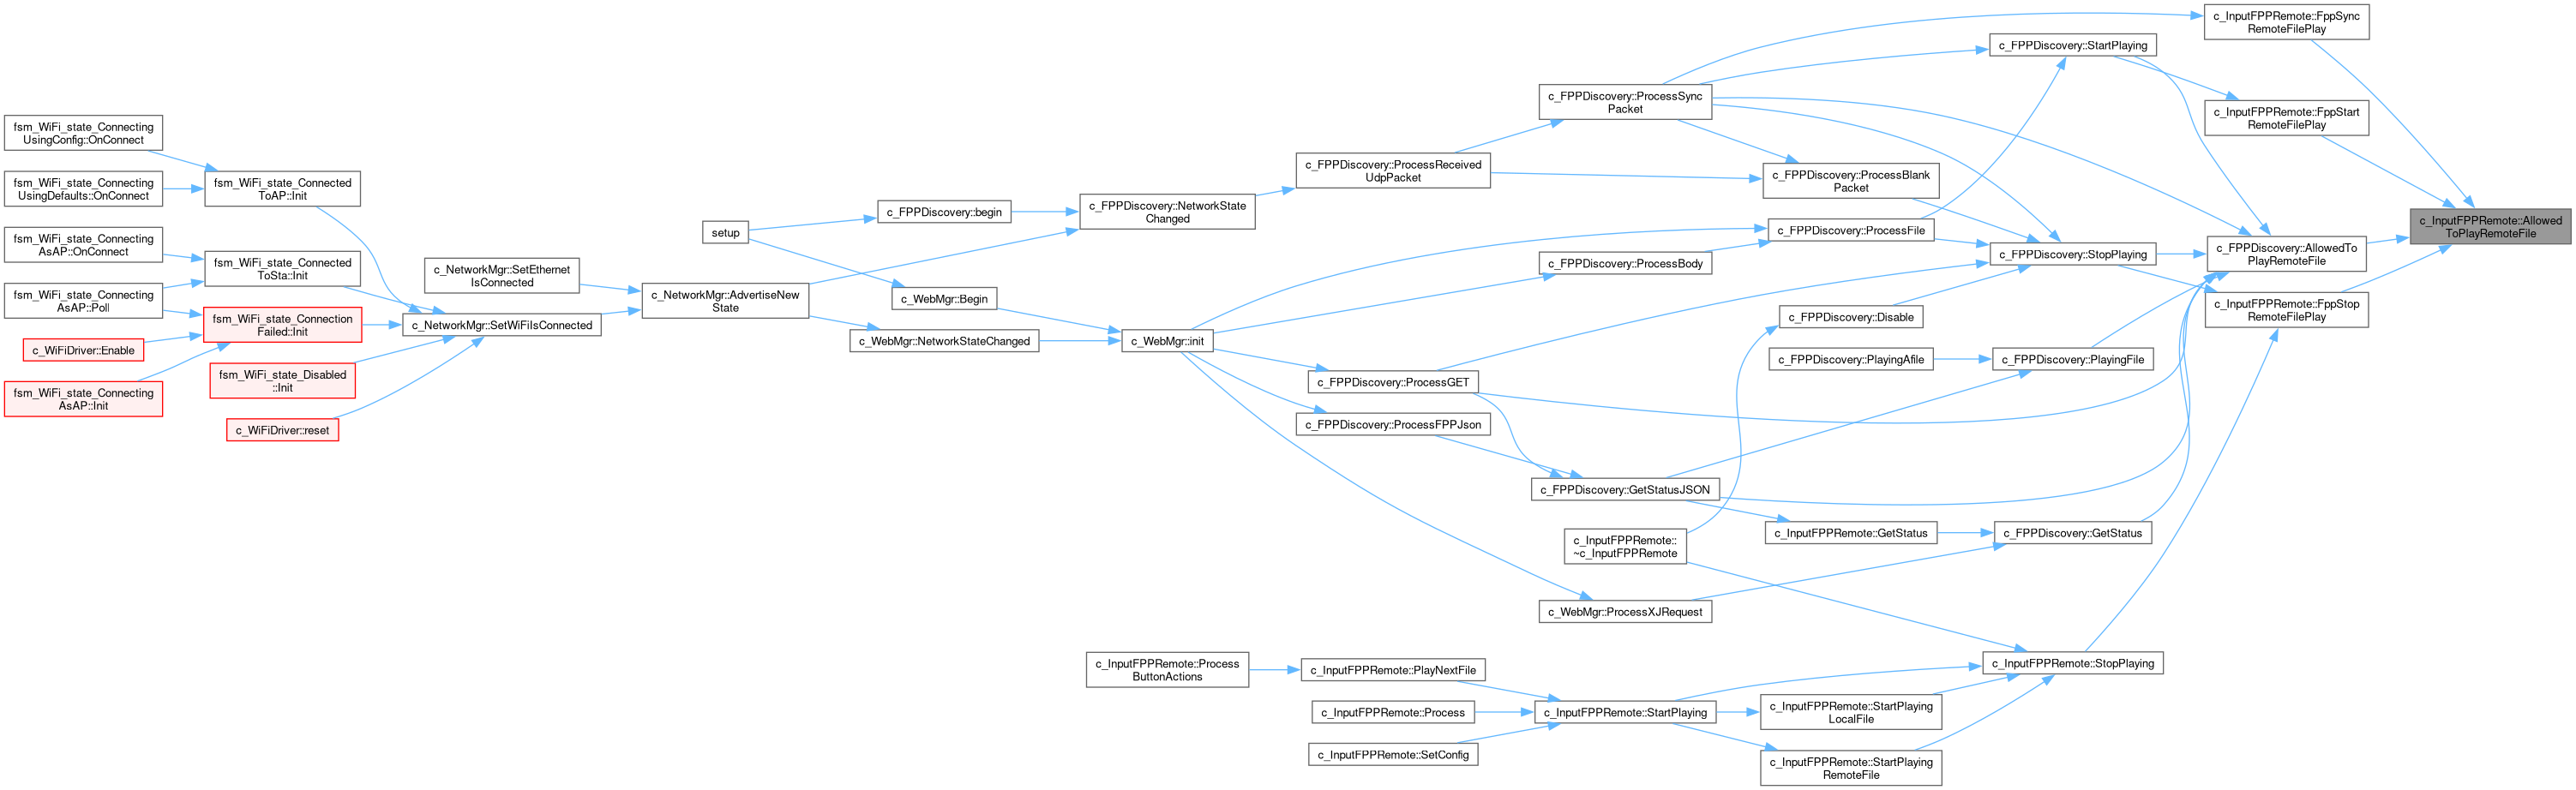 c_InputFPPRemote::FppSync
RemoteFilePlay
c_FPPDiscovery::StartPlaying
c_FPPDiscovery::ProcessSync
Packet
c_InputFPPRemote::FppStart
RemoteFilePlay
fsm_WiFi_state_Connecting
UsingConfig::OnConnect
c_FPPDiscovery::ProcessReceived
UdpPacket
c_FPPDiscovery::ProcessBlank
Packet
fsm_WiFi_state_Connecting
UsingDefaults::OnConnect
fsm_WiFi_state_Connected
ToAP::Init
c_FPPDiscovery::begin
c_FPPDiscovery::NetworkState
Changed
c_InputFPPRemote::Allowed
ToPlayRemoteFile
setup
c_FPPDiscovery::ProcessFile
fsm_WiFi_state_Connecting
AsAP::OnConnect
c_FPPDiscovery::AllowedTo
PlayRemoteFile
c_FPPDiscovery::StopPlaying
fsm_WiFi_state_Connected
ToSta::Init
c_FPPDiscovery::ProcessBody
c_NetworkMgr::SetEthernet
IsConnected
fsm_WiFi_state_Connecting
AsAP::Poll
c_NetworkMgr::AdvertiseNew
State
c_WebMgr::Begin
c_InputFPPRemote::FppStop
RemoteFilePlay
c_FPPDiscovery::Disable
fsm_WiFi_state_Connection
Failed::Init
c_NetworkMgr::SetWiFiIsConnected
c_WebMgr::NetworkStateChanged
c_WebMgr::init
c_WiFiDriver::Enable
c_FPPDiscovery::PlayingAfile
c_FPPDiscovery::PlayingFile
fsm_WiFi_state_Disabled
::Init
c_FPPDiscovery::ProcessGET
fsm_WiFi_state_Connecting
AsAP::Init
c_FPPDiscovery::ProcessFPPJson
c_WiFiDriver::reset
c_FPPDiscovery::GetStatusJSON
c_InputFPPRemote::
~c_InputFPPRemote
c_InputFPPRemote::GetStatus
c_FPPDiscovery::GetStatus
c_WebMgr::ProcessXJRequest
c_InputFPPRemote::Process
ButtonActions
c_InputFPPRemote::PlayNextFile
c_InputFPPRemote::StopPlaying
c_InputFPPRemote::Process
c_InputFPPRemote::StartPlaying
c_InputFPPRemote::StartPlaying
LocalFile
c_InputFPPRemote::SetConfig
c_InputFPPRemote::StartPlaying
RemoteFile